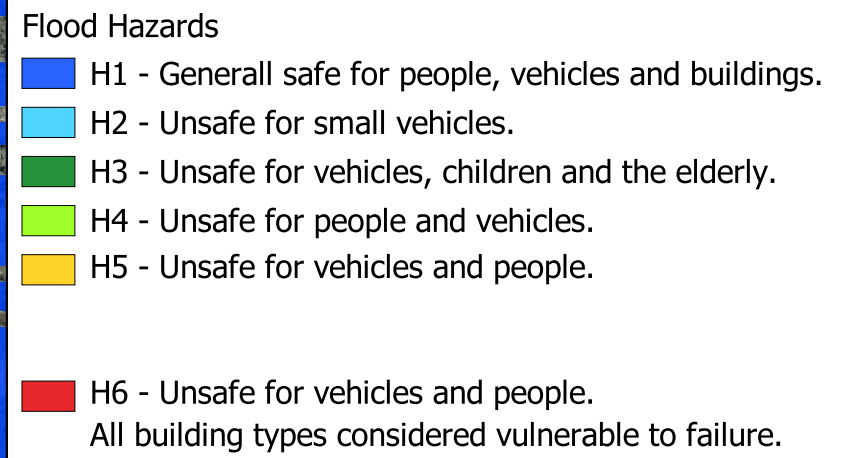 Flood Hazards
H1 - Generall safe for people, vehicles and buildings.
H2 - Unsafe for small vehicles.
H3 - Unsafe for vehicles, children and the elderly.
H4 - Unsafe for people and vehicles.
H5 - Unsafe for vehicles and people.
H6 - Unsafe for vehicles and people.
All building types considered vulnerable to failure.